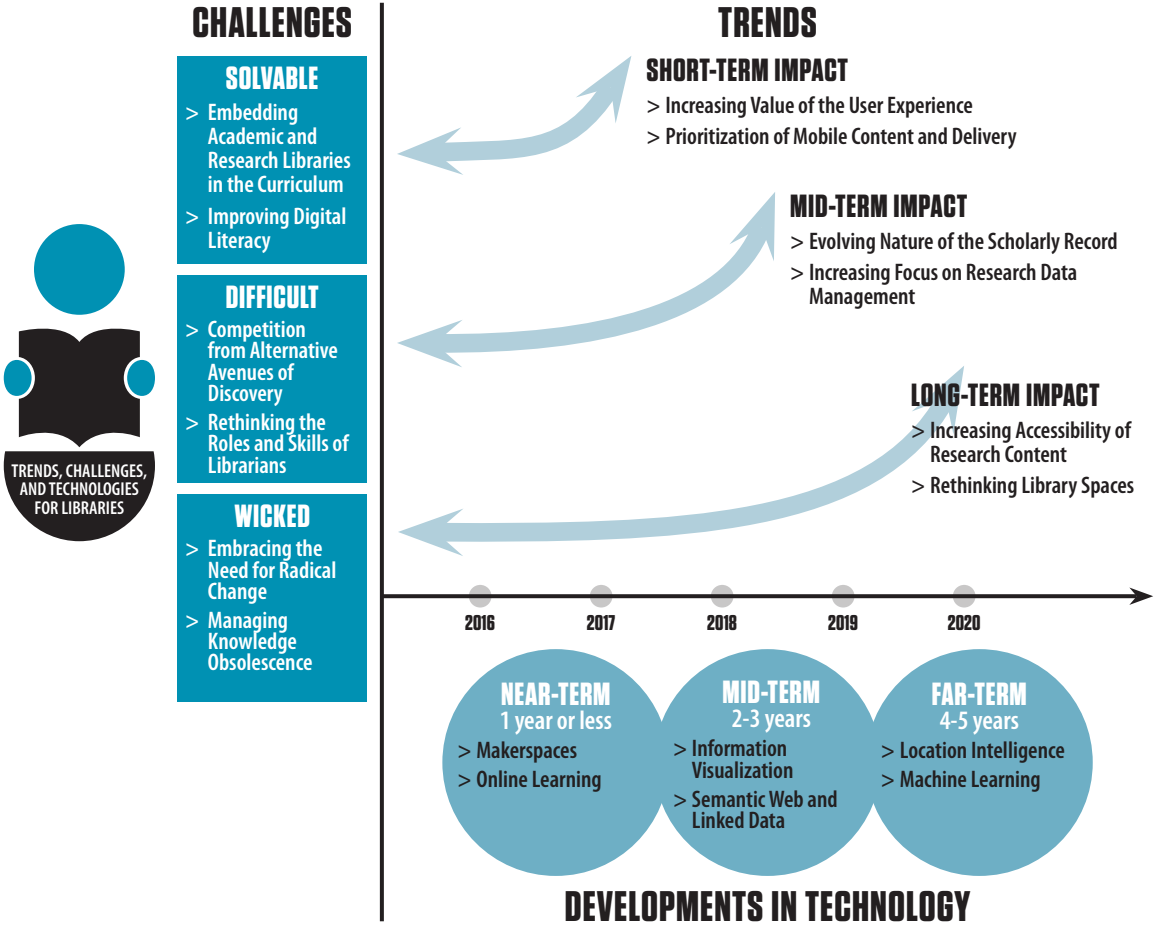 CHALLENGES
SOLVABLE
> Embedding
Academic and
Research Libraries
in the Curriculum
> Improving Digital
Literacy
DIFFICULT
> Competition
from Alternative
Avenues of
Discovery
> Rethinking the
Roles and Skills of
Librarians
WICKED
> Embracing the
Need for Radical
Change
> Managing
Knowledge
Obsolescence
TRENDS, CHALLENGES,
AND TECHNOLOGIES
FOR LIBRARIES
TRENDS
SHORT-TERM IMPACT
> Increasing Value of the User Experience
> Prioritization of Mobile Content and Delivery
MID-TERM IMPACT
> Evolving Nature of the Scholarly Record
> Increasing Focus on Research Data
Management
LONG-TERM IMPACT
> Increasing Accessibility of
Research Content
> Rethinking Library Spaces
2016 2017 2018 2019 2020
NEAR-TERM
1 year or less
> Makerspaces
> Online Learning
MID-TERM
2-3 years
> Information
Visualization
> Semantic Web and
Linked Data
FAR-TERM
4-5 years
> Location Intelligence
> Machine Learning
DEVELOPMENTS IN TECHNOLOGY